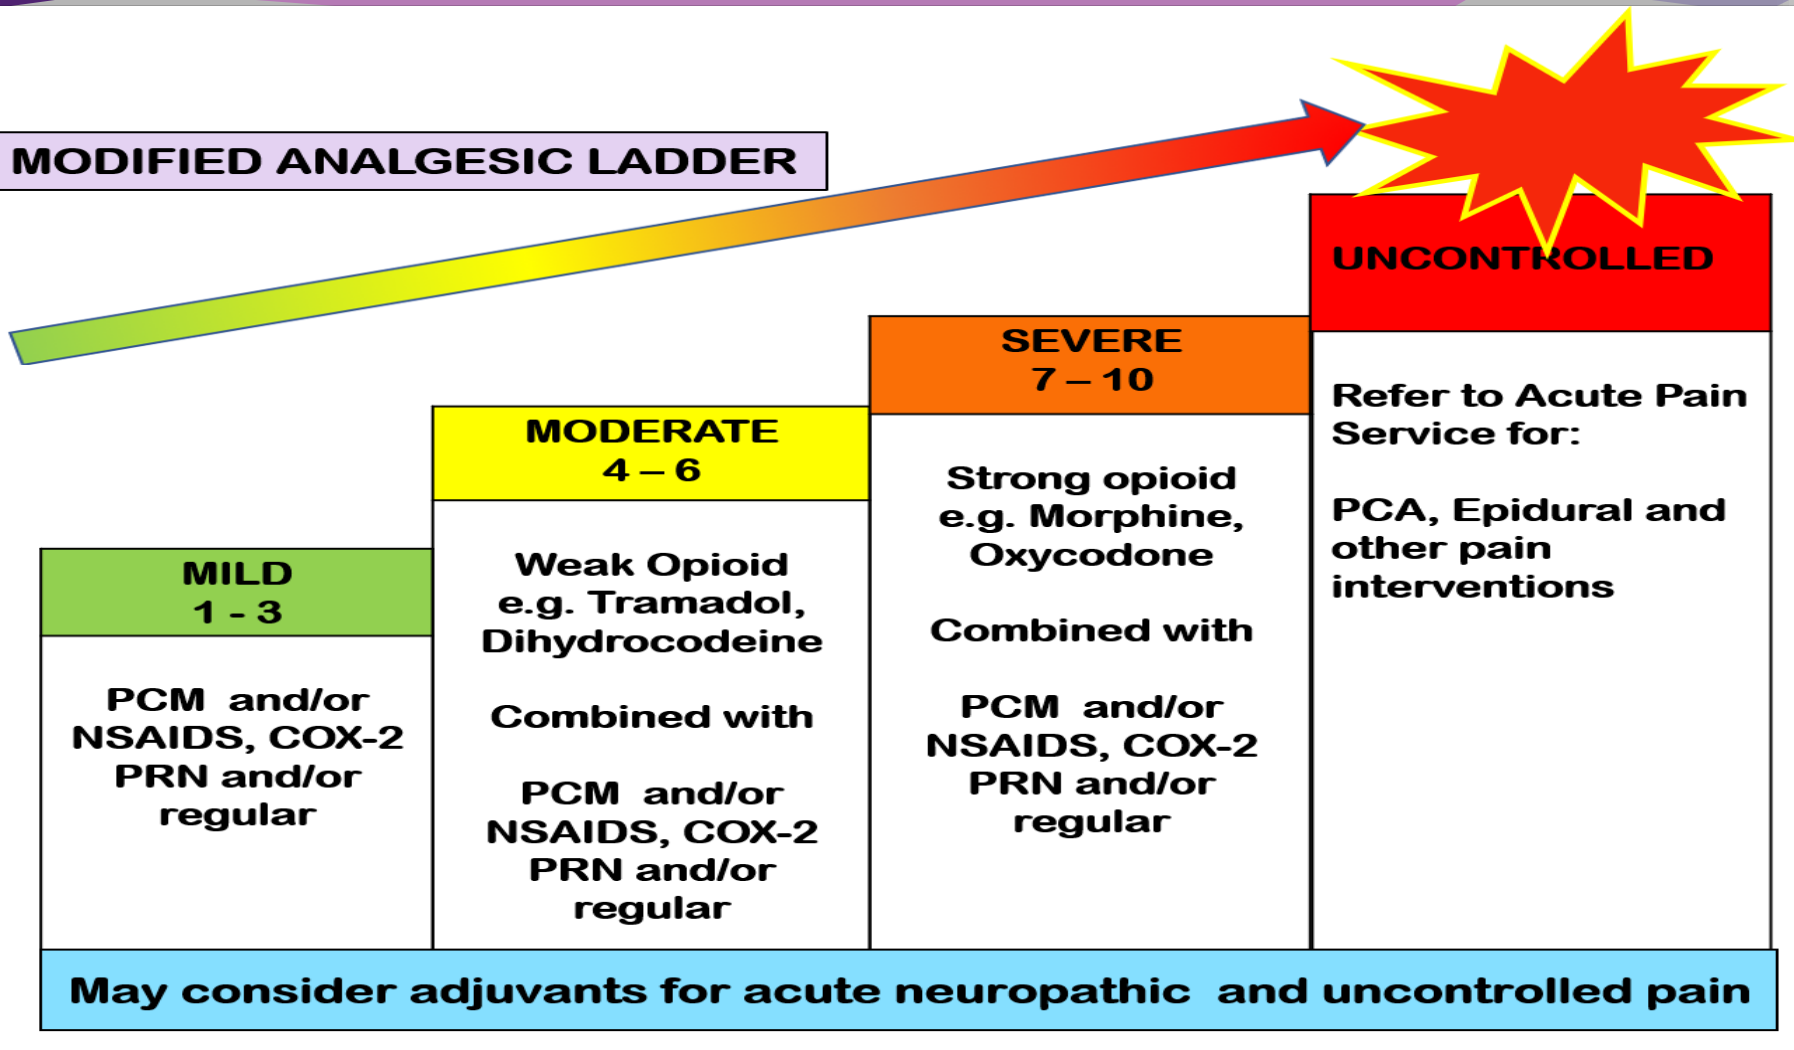 MODIFIED ANALGESIC LADDER
MILD
1 - 3
PCM and/or
NSAIDS, COX-2
PRN and/or
regular
MODERATE
4 – 6
Weak Opioid
e.g. Tramadol,
Dihydrocodeine
Combined with
PCM and/or
NSAIDS, COX-2
PRN and/or
regular
SEVERE
7 – 10
Strong opioid
e.g. Morphine,
Oxycodone
Combined with
PCM and/or
NSAIDS, COX-2
PRN and/or
regular
UNCONTROLLED
Refer to Acute Pain
Service for:
PCA, Epidural and
other pain
interventions
May consider adjuvants for acute neuropathic and uncontrolled pain